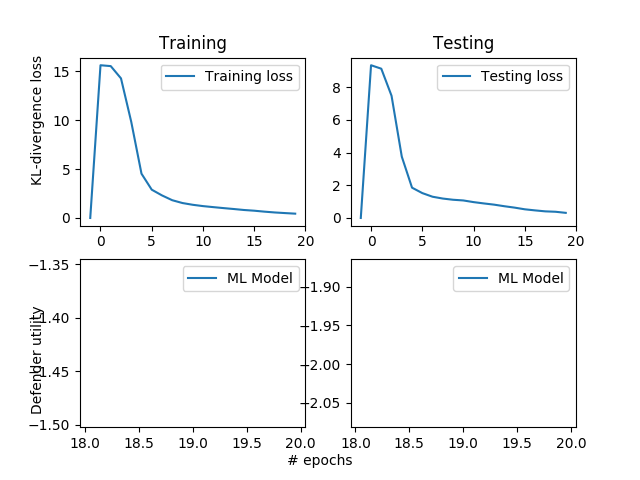 Training
Testing
KL-divergence loss
15
10
5
0
Training loss
0 5 10 15 20
8
6
4
2
0
Testing loss
0 5 10 15 20
Defender utility
−1.35
−1.40
−1.45
−1.50
ML Model
18.0 18.5 19.0 19.5 20.0
−1.90
−1.95
−2.00
−2.05
ML Model
18.0 18.5 19.0 19.5 20.0
# epochs